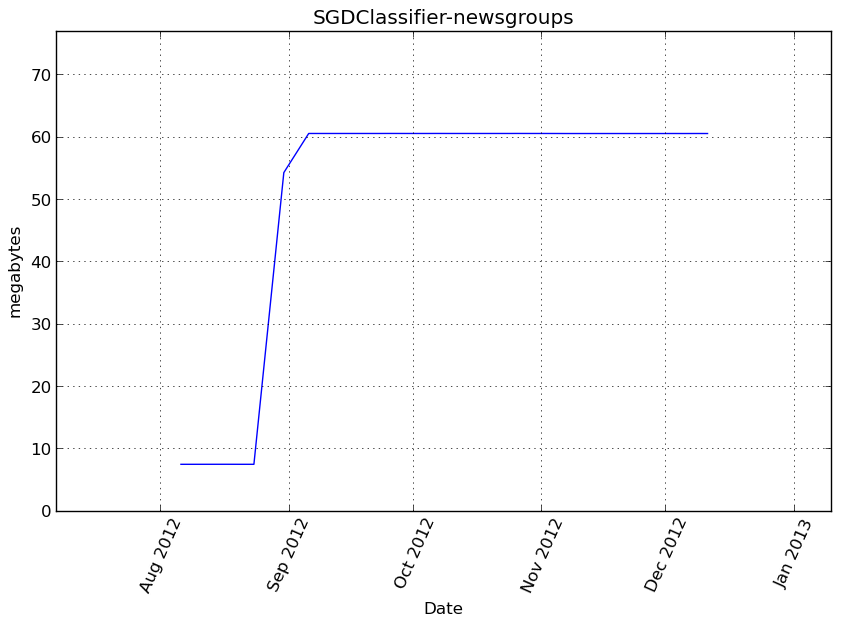 SGDClassifier-newsgroups
megabytes
70
60
50
40
30
20
10
0
Aug 2012
Sep 2012
Oct 2012
Nov 2012
Dec 2012
Jan 2013
Date